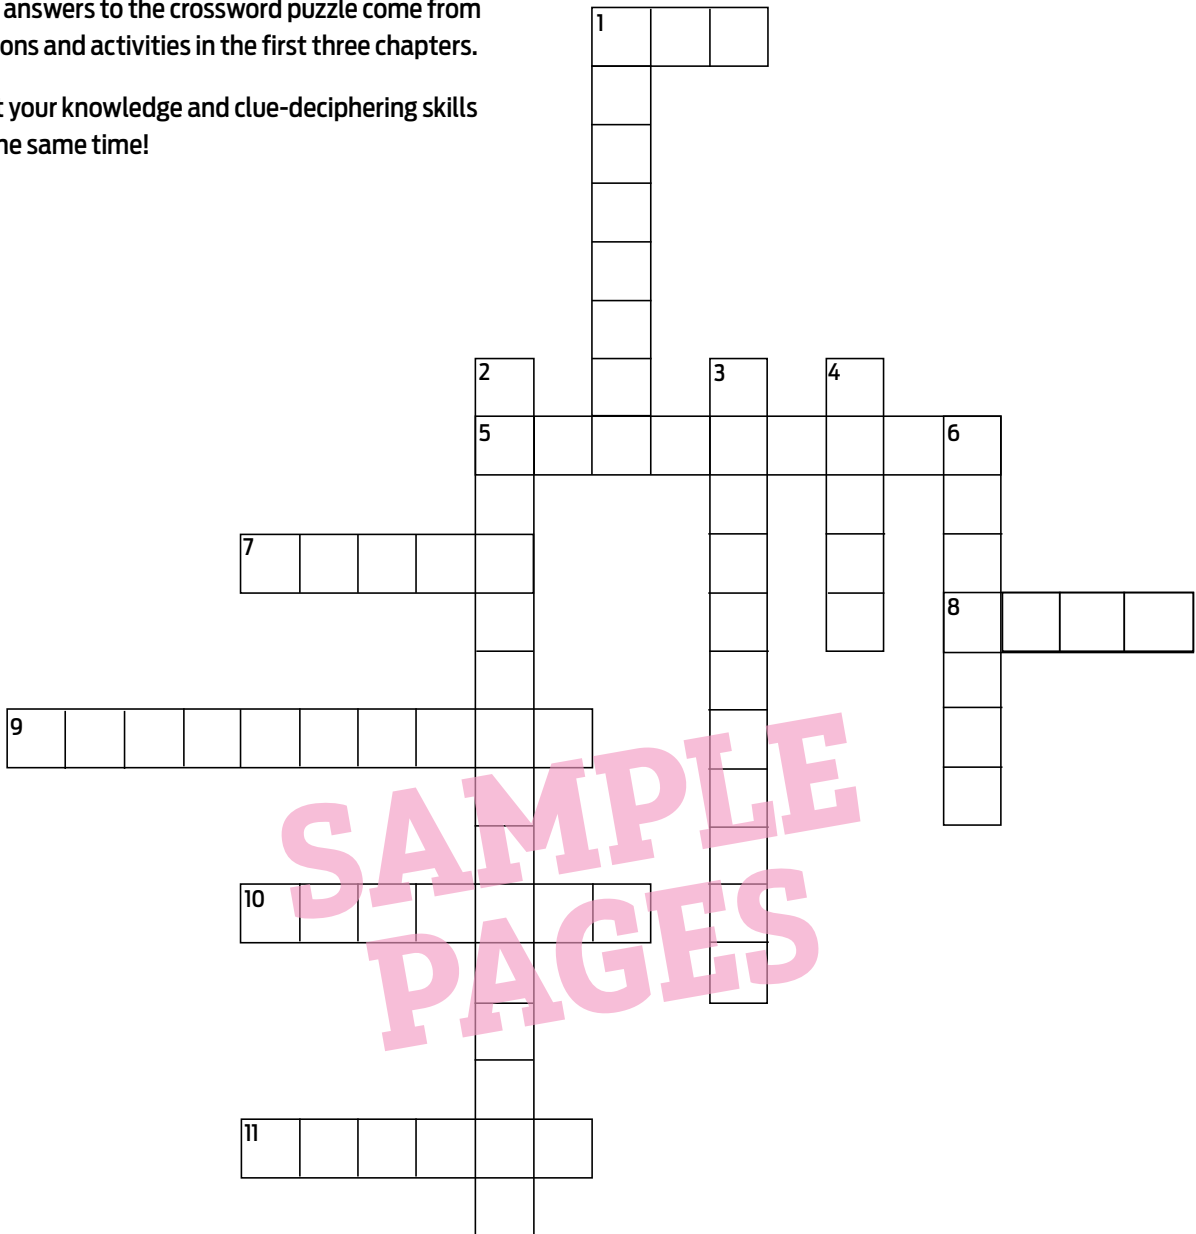 answers to the crossword puzzle come from
ons and activities in the first three chapters.
your knowledge and clue-deciphering skills
same time!
1
2
3
4
5
6
7
8
9
10
11
SAMPLE
PAGES